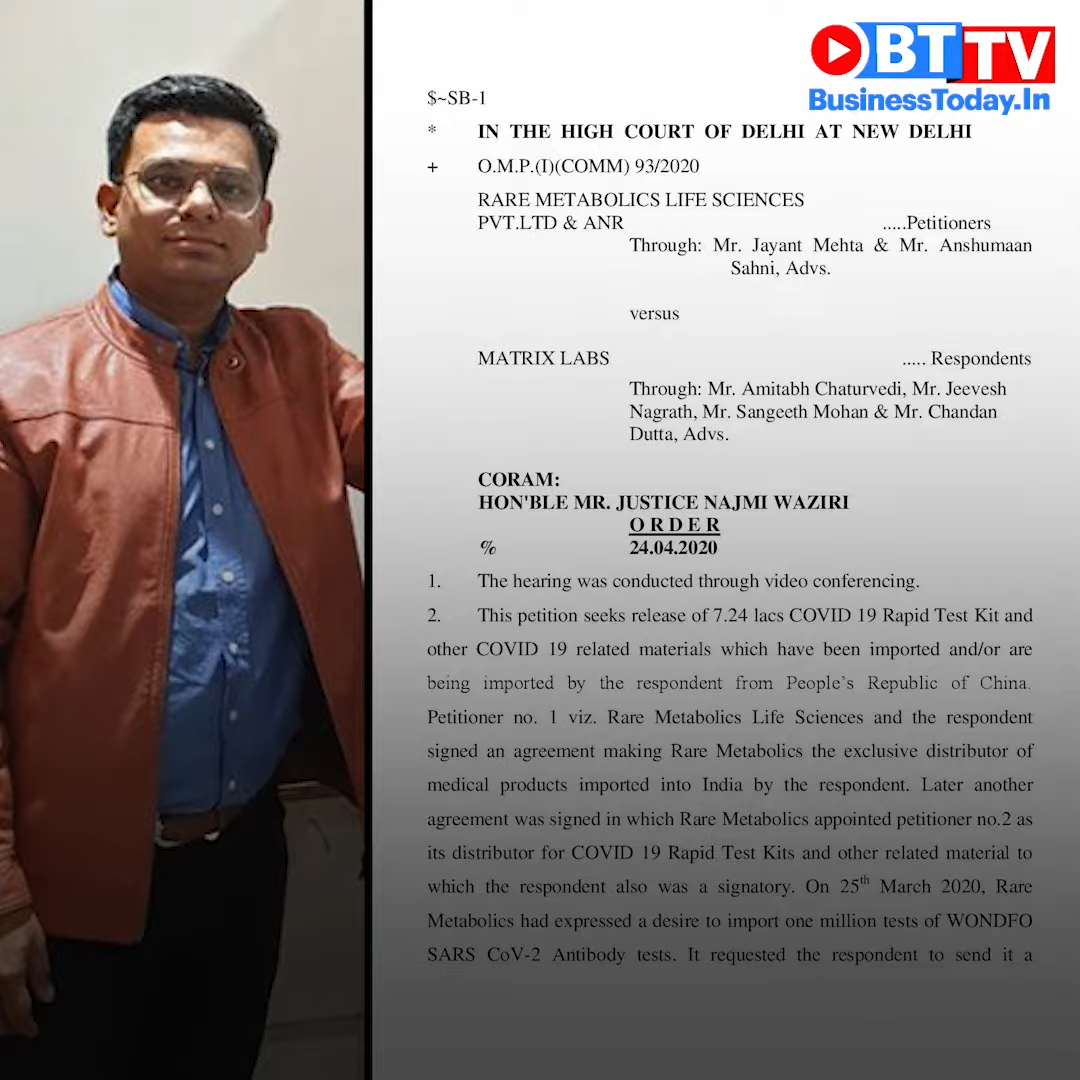 BT TV
BusinessToday.In
$~SB-1
* IN THE HIGH COURT OF DELHI AT NEW DELHI
+ O.M.P.(I)(COMM) 93/2020
RARE METABOLICS LIFE SCIENCES
PVT.LTD & ANR .....Petitioners
Through: Mr. Jayant Mehta & Mr. Anshumaan
Sahni, Advs.
versus
MATRIX LABS ..... Respondents
Through: Mr. Amitabh Chaturvedi, Mr. Jeevesh
Nagrath, Mr. Sangeeth Mohan & Mr. Chandan
Dutta, Advs.
CORAM:
HON'BLE MR. JUSTICE NAJMI WAZIRI
O R D E R
% 24.04.2020
1. The hearing was conducted through video conferencing.
2. This petition seeks release of 7.24 lacs COVID 19 Rapid Test Kit and
other COVID 19 related materials which have been imported and/or are
being imported by the respondent from People's Republic of China.
Petitioner no. 1 viz. Rare Metabolics Life Sciences and the respondent
signed an agreement making Rare Metabolics the exclusive distributor of
medical products imported into India by the respondent. Later another
agreement was signed in which Rare Metabolics appointed petitioner no.2 as
its distributor for COVID 19 Rapid Test Kits and other related material to
which the respondent also was a signatory. On 25th March 2020, Rare
Metabolics had expressed a desire to import one million tests of WONDFO
SARS CoV-2 Antibody tests. It requested the respondent to send it a